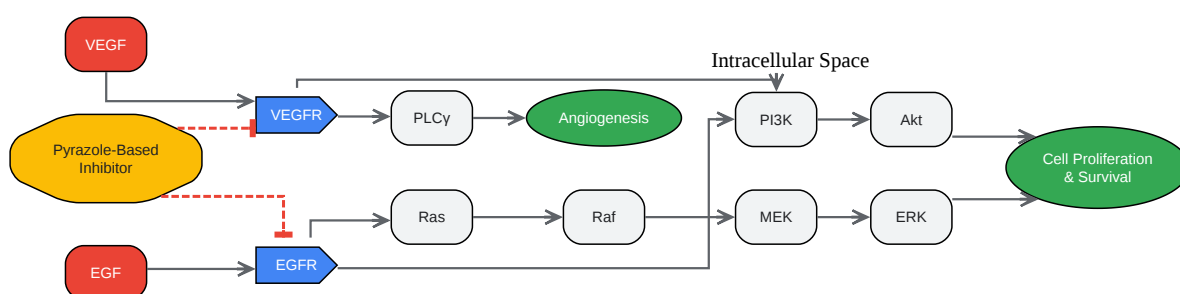 VEGF
Intracellular Space
VEGFR
PLCγ
Angiogenesis
PI3K
Akt
Pyrazole-Based
Inhibitor
Cell Proliferation
& Survival
Ras
Raf
MEK
ERK
EGF
EGFR